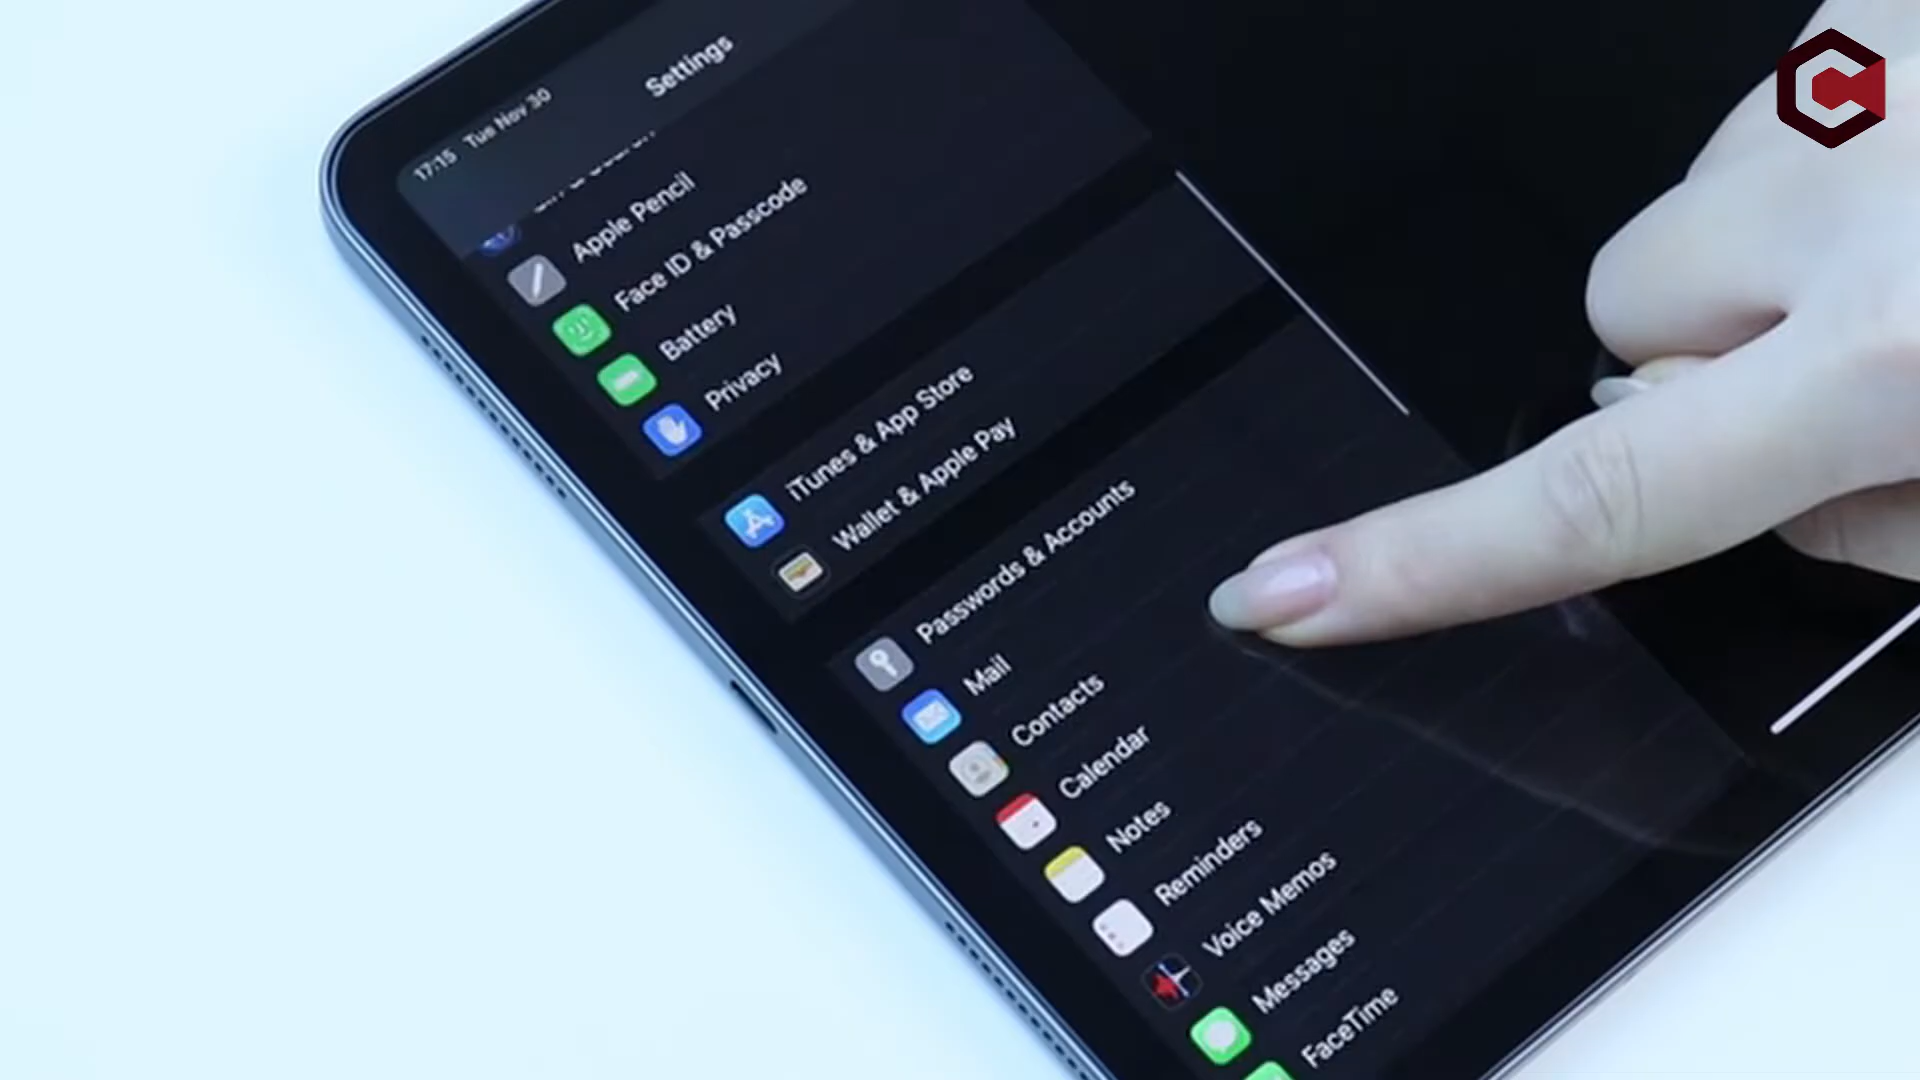 17:15 Tue Nov 30
Settings
Apple Pencil
Face ID & Passcode
Battery
Privacy
iTunes & App Store
Wallet & Apple Pay
Passwords & Accounts
Mail
Contacts
Calendar
Notes
Reminders
Voice Memos
Messages
FaceTime